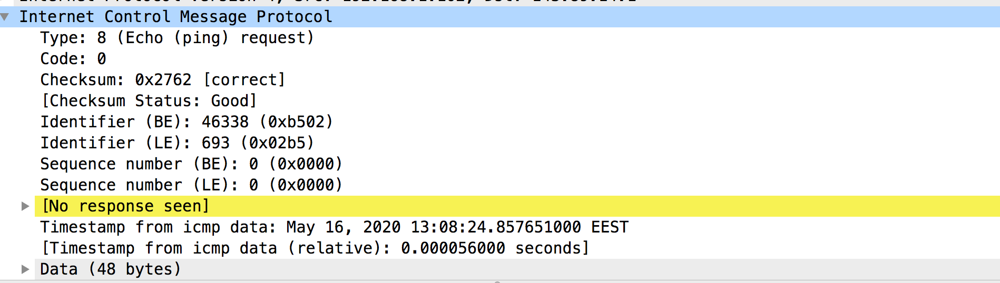 Internet Control Message Protocol
Type: 8 (Echo (ping) request)
Code: 0
Checksum: 0x2762 [correct]
[Checksum Status: Good]
Identifier (BE): 46338 (0xb502)
Identifier (LE): 693 (0x02b5)
Sequence number (BE): 0 (0x0000)
Sequence number (LE): 0 (0x0000)
[No response seen]
Timestamp from icmp data: May 16, 2020 13:08:24.857651000 EEST
[Timestamp from icmp data (relative): 0.000056000 seconds]
Data (48 bytes)